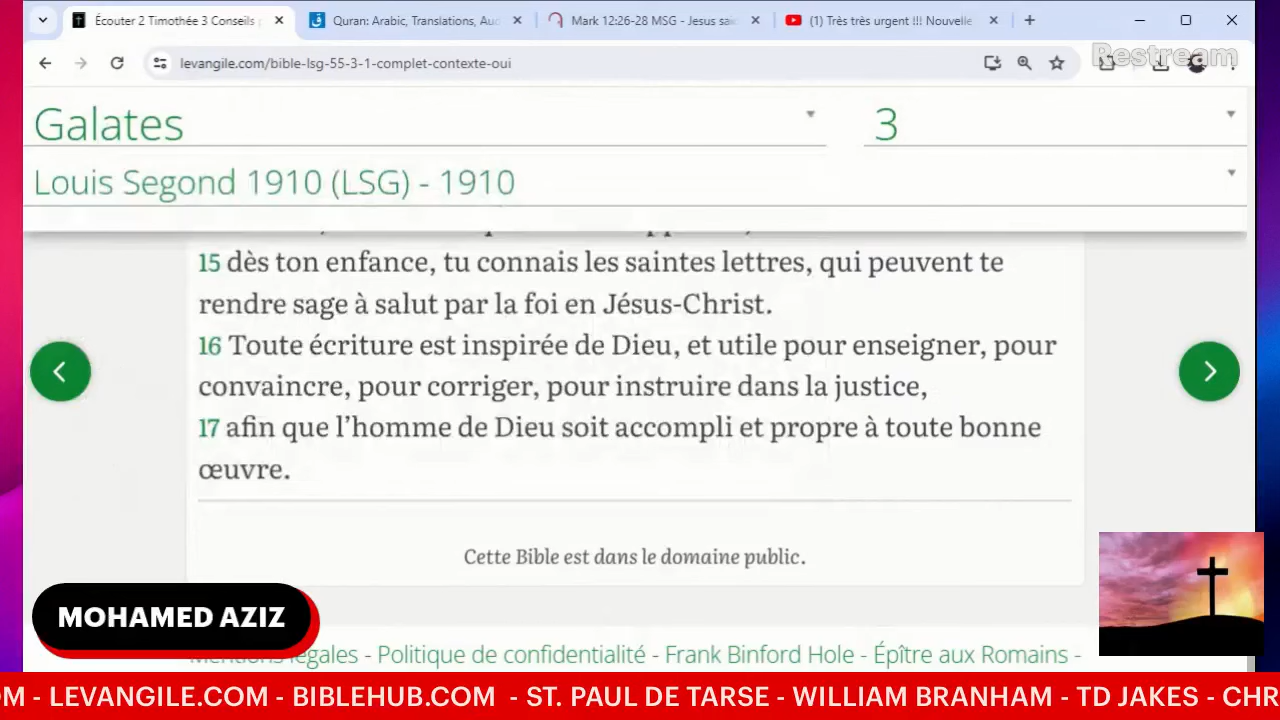 Écouter 2 Timothée 3 Conseils
Quran: Arabic, Translations, Au
Mark 12:26-28 MSG - Jesus sai
(1) Très très urgent !!! Nouvelle
levangile.com/bible-lsg-55-3-1-complet-contexte-oui
Restream
Galates
3
Louis Segond 1910 (LSG) - 1910
15 dès ton enfance, tu connais les saintes lettres, qui peuvent te
rendre sage à salut par la foi en Jésus-Christ.
16 Toute écriture est inspirée de Dieu, et utile pour enseigner, pour
convaincre, pour corriger, pour instruire dans la justice,
17 afin que l’homme de Dieu soit accompli et propre à toute bonne
œuvre.
Cette Bible est dans le domaine public.
MOHAMED AZIZ
Mentions légales - Politique de confidentialité - Frank Binford Hole - Épître aux Romains -
OM - LEVANGILE.COM - BIBLEHUB.COM - ST. PAUL DE TARSE - WILLIAM BRANHAM - TD JAKES - CHR